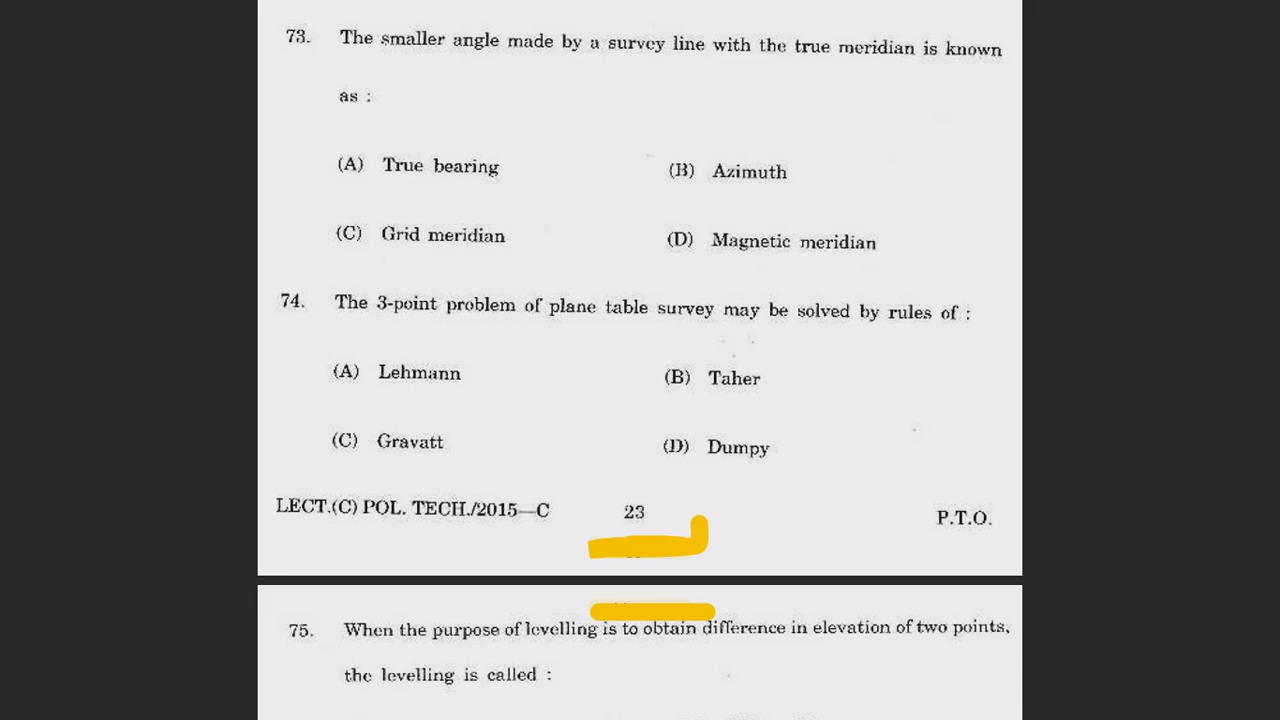 73. The smaller angle made by a survey line with the true meridian is known
as :
(A) True bearing (B) Azimuth
(C) Grid meridian (D) Magnetic meridian
74. The 3-point problem of plane table survey may be solved by rules of :
(A) Lehmann (B) Taher
(C) Gravatt (D) Dumpy
LECT.(C) POL. TECH./2015—C 23 P.T.O.
75. When the purpose of levelling is to obtain difference in elevation of two points,
the levelling is called :